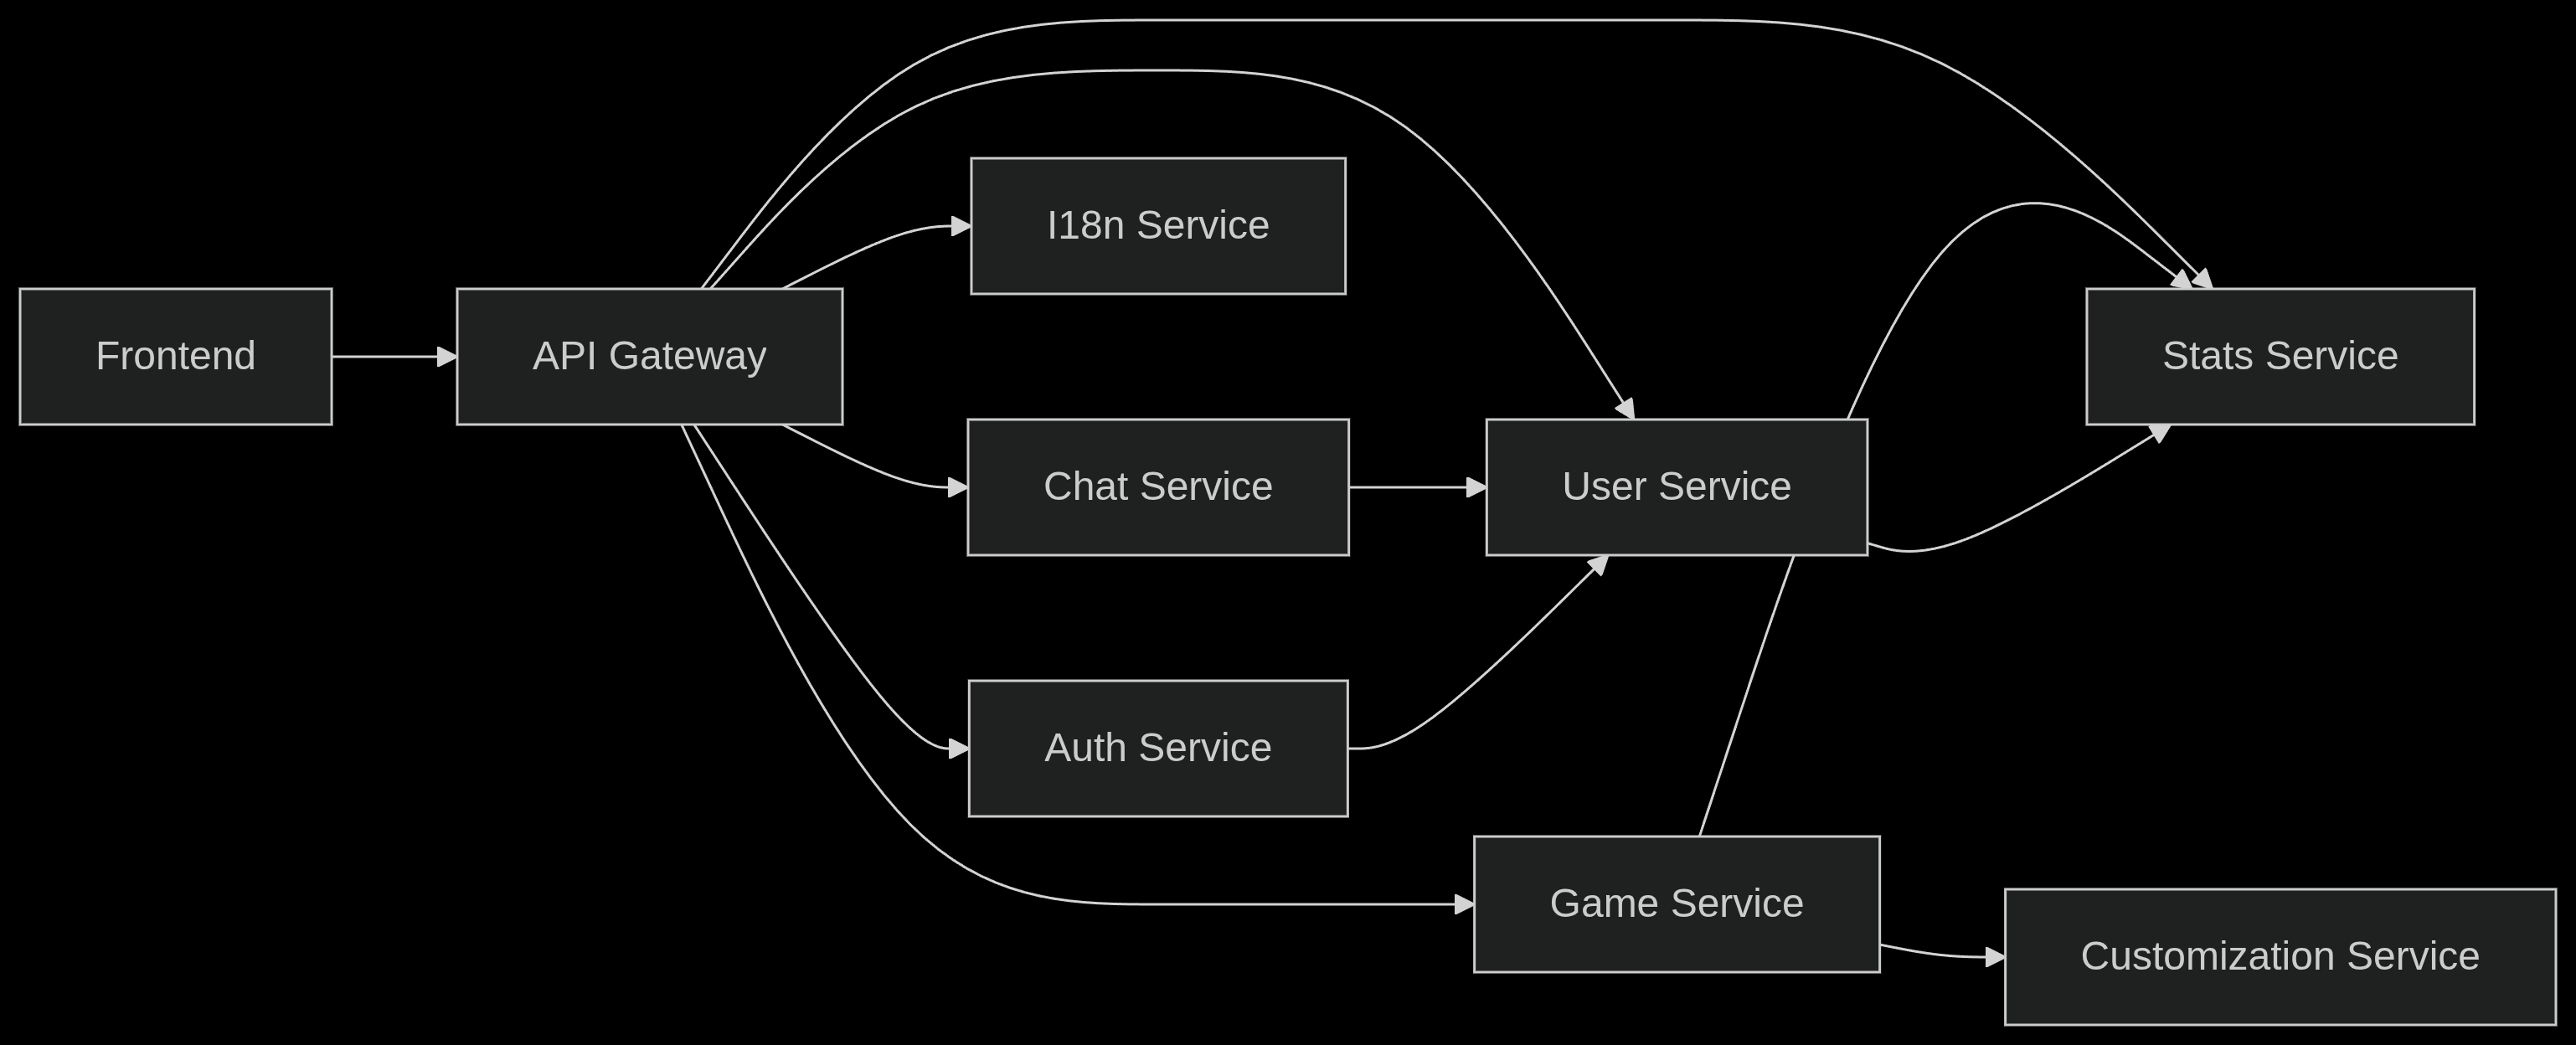 I18n Service
Frontend
API Gateway
Stats Service
Chat Service
User Service
Auth Service
Game Service
Customization Service